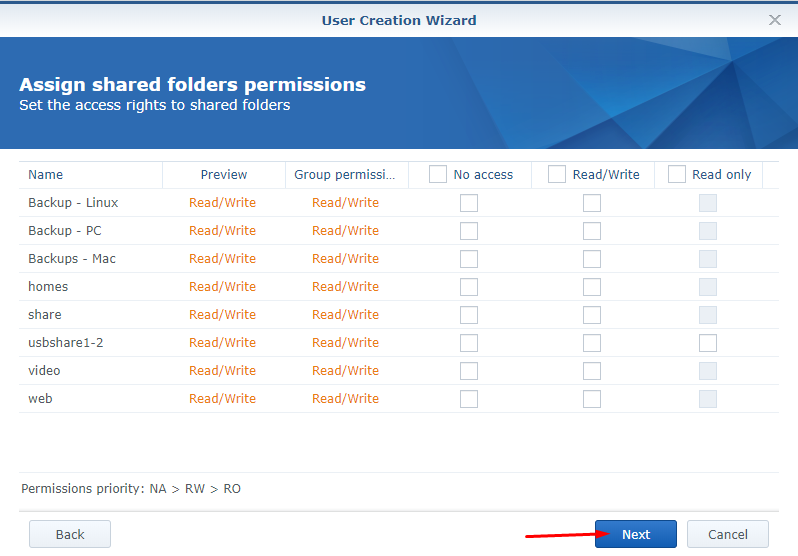 User Creation Wizard
Assign shared folders permissions
Set the access rights to shared folders
Name Preview Group permissi... No access Read/Write Read only
Backup - Linux Read/Write Read/Write
Backup - PC Read/Write Read/Write
Backups - Mac Read/Write Read/Write
homes Read/Write Read/Write
share Read/Write Read/Write
usbshare1-2 Read/Write Read/Write
video Read/Write Read/Write
web Read/Write Read/Write
Permissions priority: NA > RW > RO
Back Next Cancel